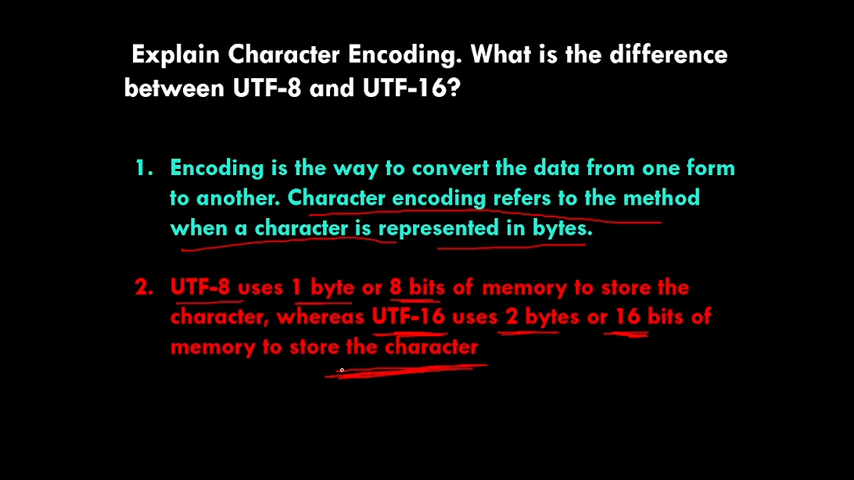 Explain Character Encoding. What is the difference
between UTF-8 and UTF-16?
1. Encoding is the way to convert the data from one form
to another. Character encoding refers to the method
when a character is represented in bytes.
2. UTF-8 uses 1 byte or 8 bits of memory to store the
character, whereas UTF-16 uses 2 bytes or 16 bits of
memory to store the character